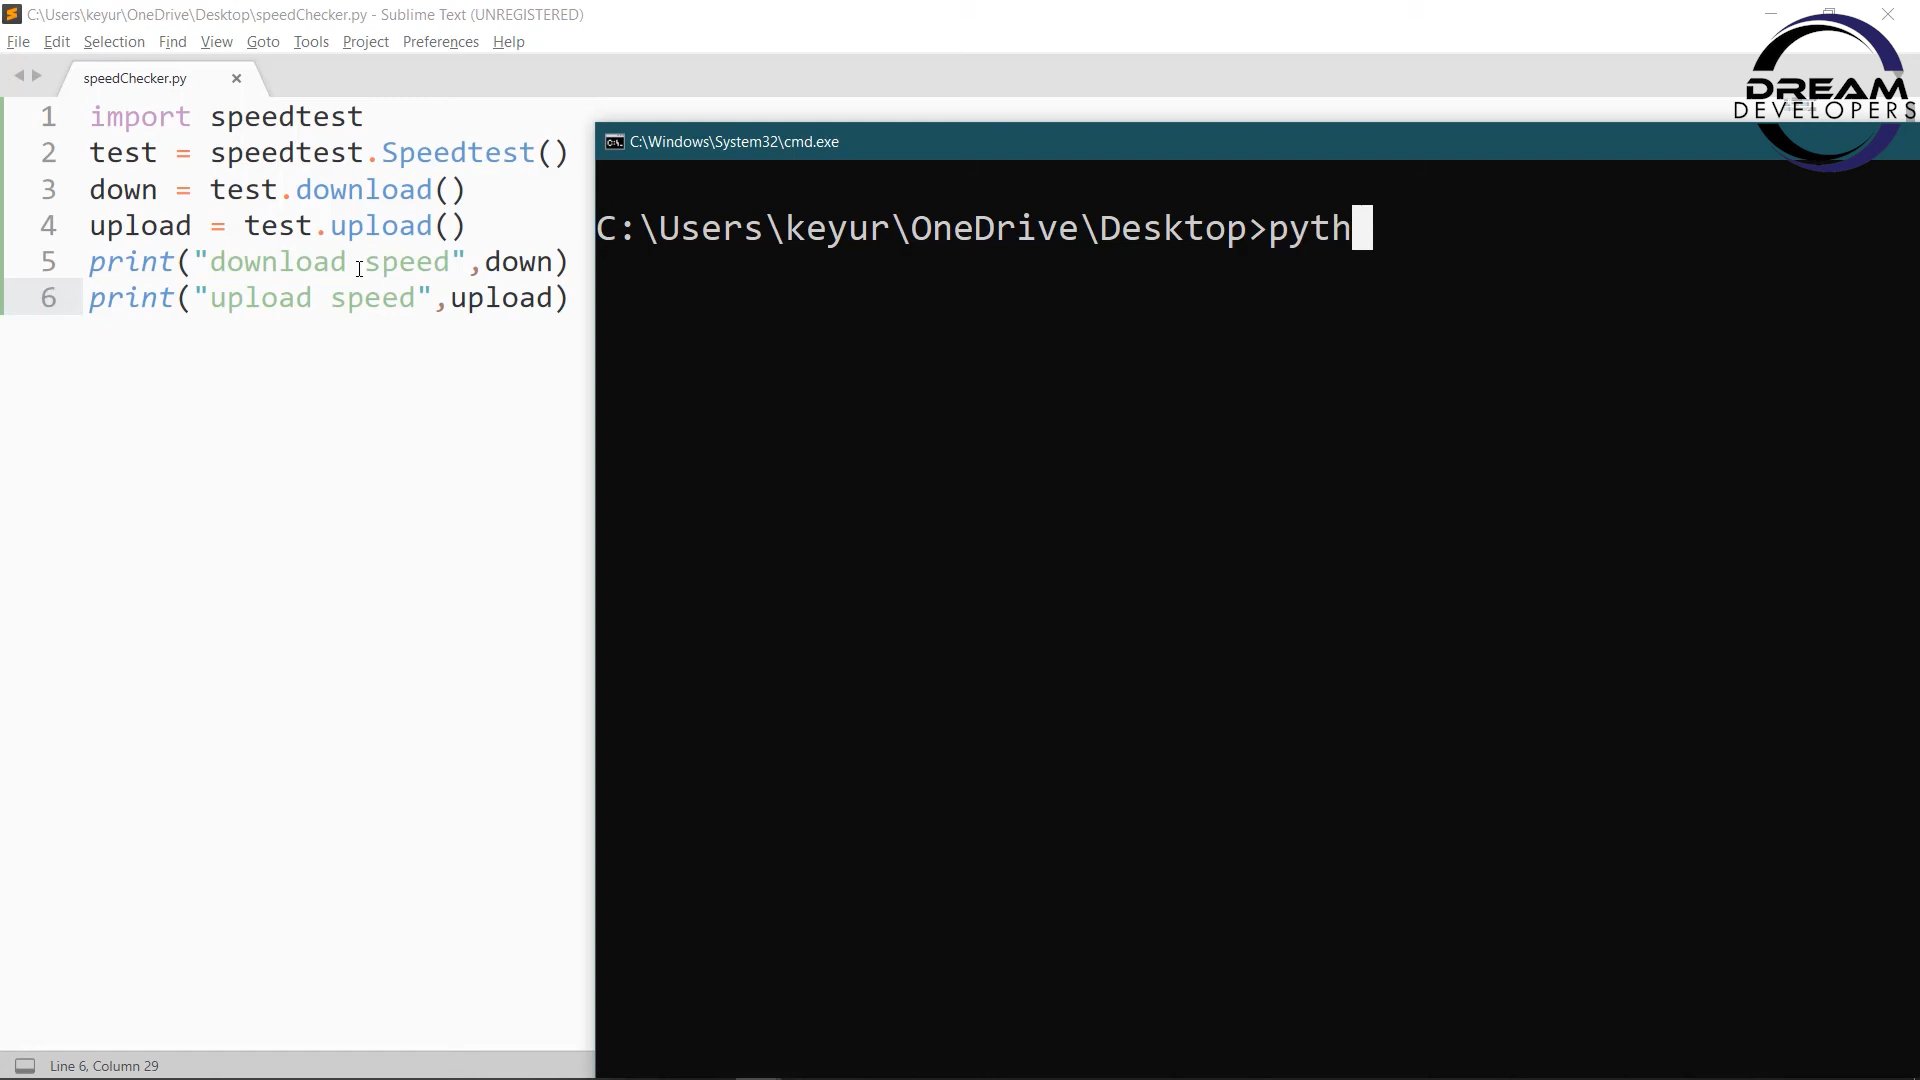 C:\Users\keyur\OneDrive\Desktop\speedChecker.py - Sublime Text (UNREGISTERED)
File Edit Selection Find View Goto Tools Project Preferences Help
speedChecker.py
DREAM
DEVELOPERS
1 import speedtest
2 test = speedtest.Speedtest()
3 down = test.download()
4 upload = test.upload()
5 print("download speed",down)
6 print("upload speed",upload)
C:\Windows\System32\cmd.exe
C:\Users\keyur\OneDrive\Desktop>pyth
Line 6, Column 29